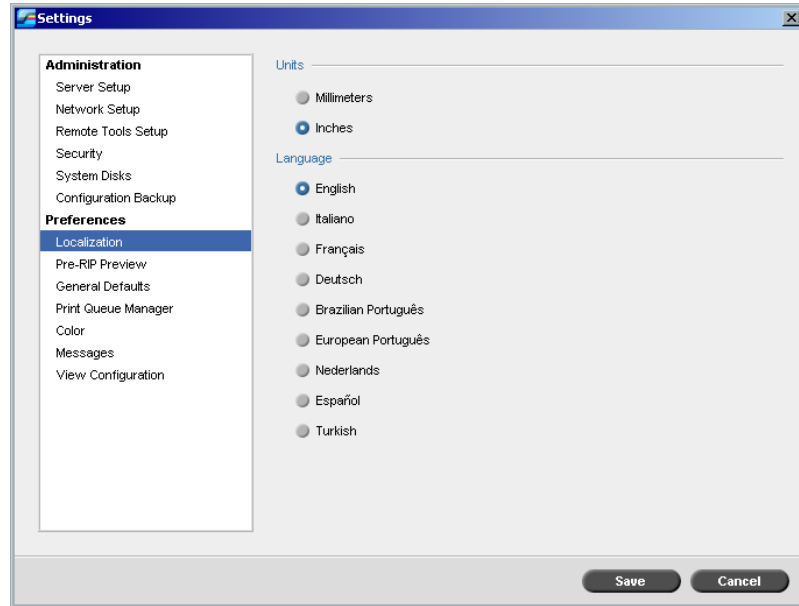 Settings
Administration
Server Setup
Network Setup
Remote Tools Setup
Security
System Disks
Configuration Backup
Preferences
Localization
Pre-RIP Preview
General Defaults
Print Queue Manager
Color
Messages
View Configuration
Units
Millimeters
Inches
Language
English
Italiano
Français
Deutsch
Brazilian Português
European Português
Nederlands
Español
Turkish
Save
Cancel